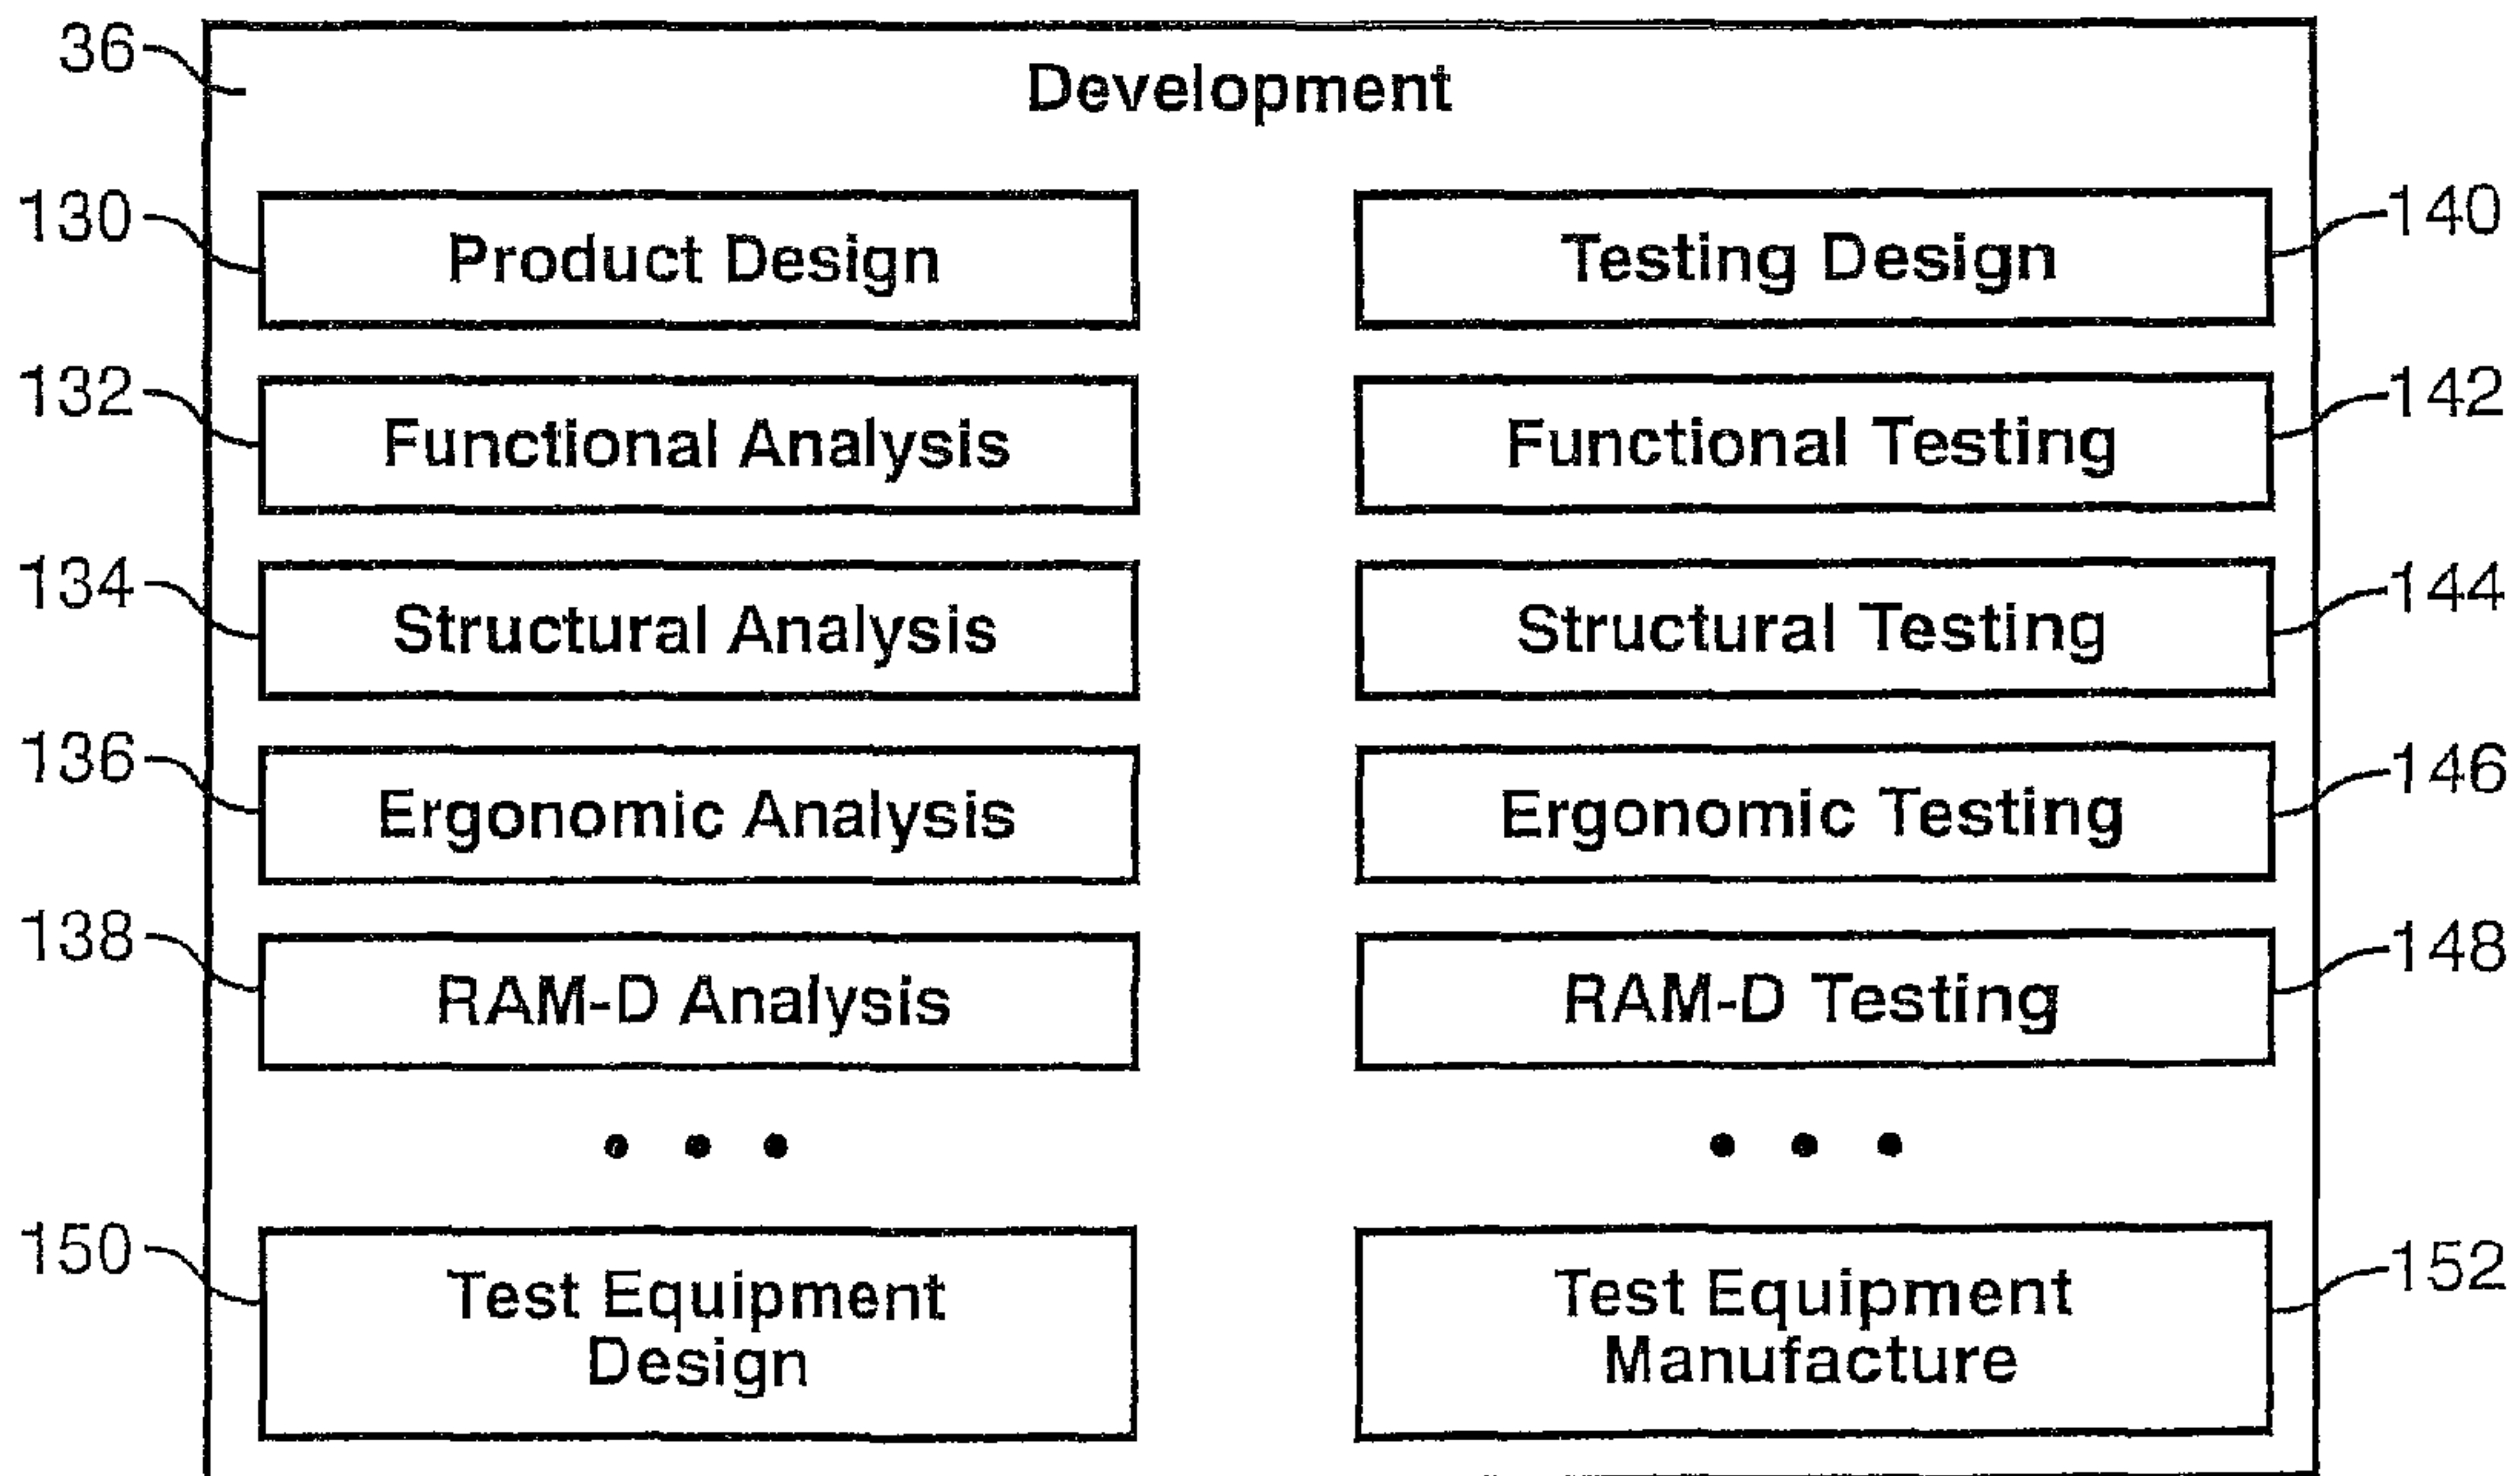 36
Development
130
Product Design
Testing Design
140
132
Functional Analysis
Functional Testing
142
134
Structural Analysis
Structural Testing
144
136
Ergonomic Analysis
Ergonomic Testing
146
138
RAM-D Analysis
RAM-D Testing
148
• • •
• • •
150
Test Equipment
Design
Test Equipment
Manufacture
152